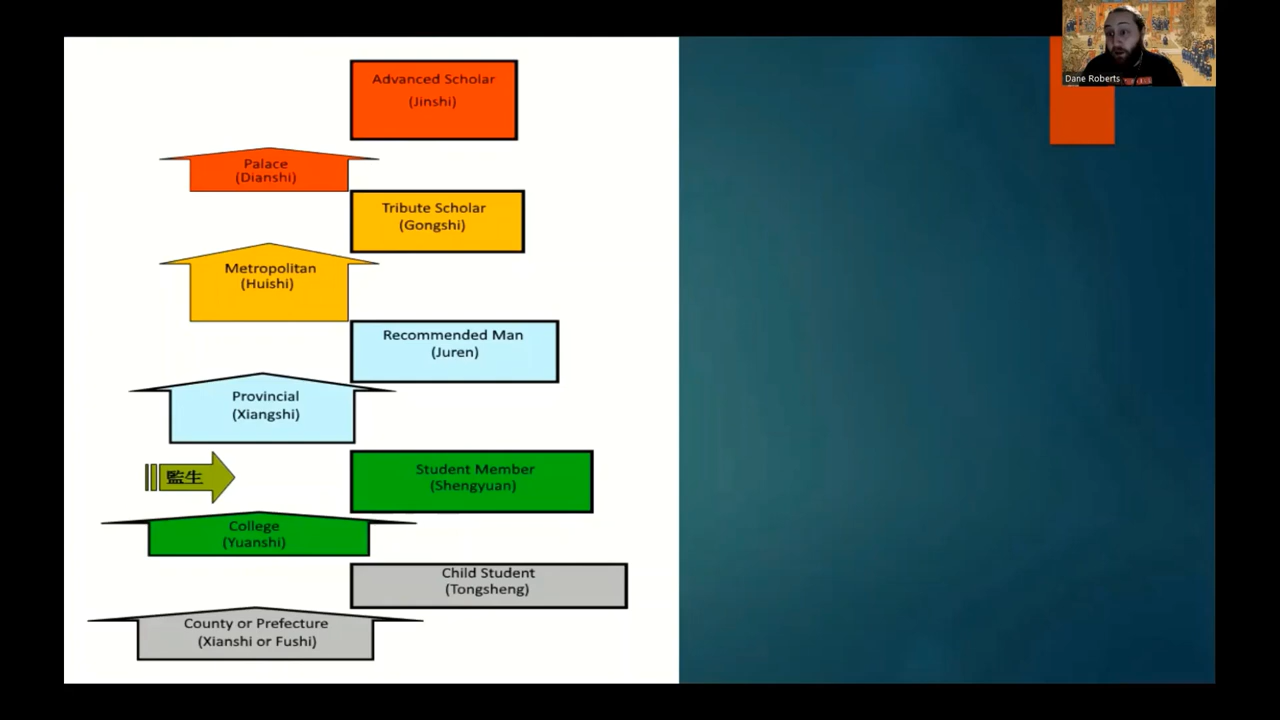 Advanced Scholar
(Jinshi)
Palace
(Dianshi)
Tribute Scholar
(Gongshi)
Metropolitan
(Huishi)
Recommended Man
(Juren)
Provincial
(Xiangshi)
監生
Student Member
(Shengyuan)
College
(Yuanshi)
Child Student
(Tongsheng)
County or Prefecture
(Xianshi or Fushi)
Dane Roberts